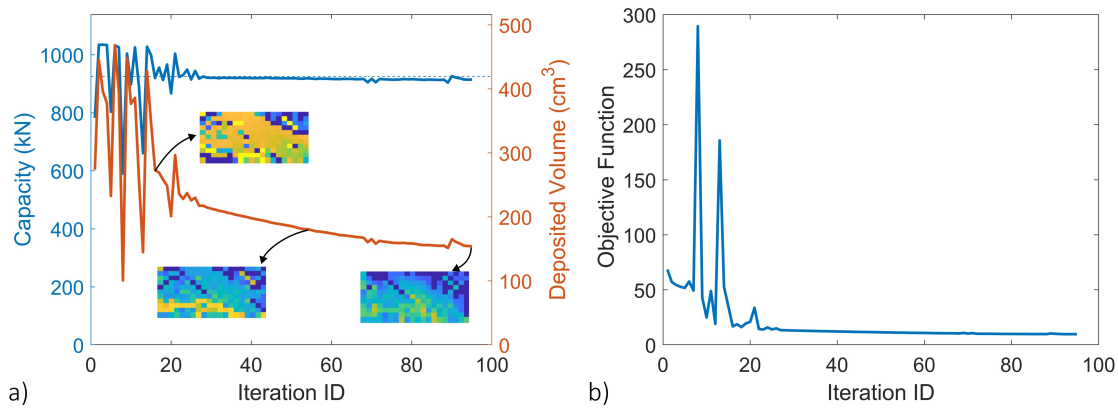 1000
800
600
400
200
0
Capacity (kN)
500
400
300
200
100
0
Deposited Volume (cm³)
0 20 40 60 80 100
Iteration ID
a)
300
250
200
150
100
50
0
Objective Function
0 20 40 60 80 100
Iteration ID
b)